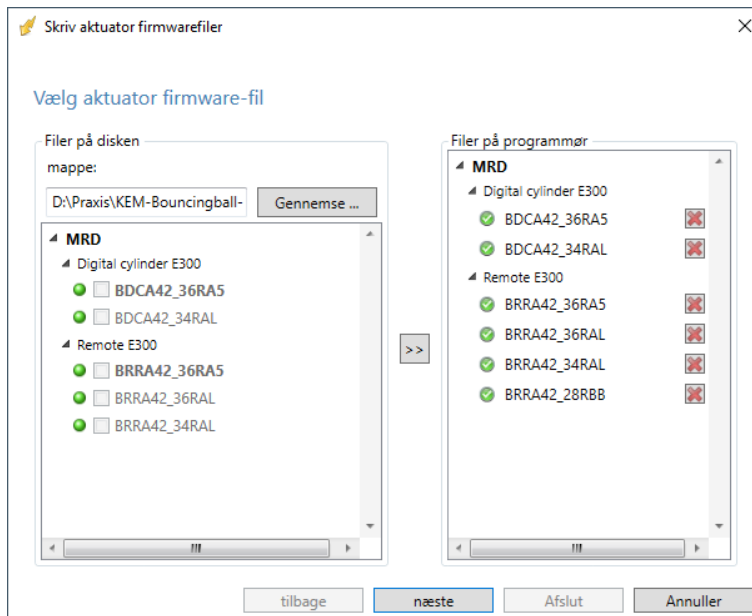 Skriv aktuator firmwarefiler
Vælg aktuator firmware-fil
Filer på disken
mappe:
D:\Praxis\KEM-Bouncingball-
Gennemse ...
MRD
Digital cylinder E300
BDCA42_36RA5
BDCA42_34RAL
Remote E300
BRRA42_36RA5
BRRA42_36RAL
BRRA42_34RAL
>>
Filer på programmør
MRD
Digital cylinder E300
BDCA42_36RA5
BDCA42_34RAL
Remote E300
BRRA42_36RA5
BRRA42_36RAL
BRRA42_34RAL
BRRA42_28RBB
tilbage
næste
Afslut
Annuller